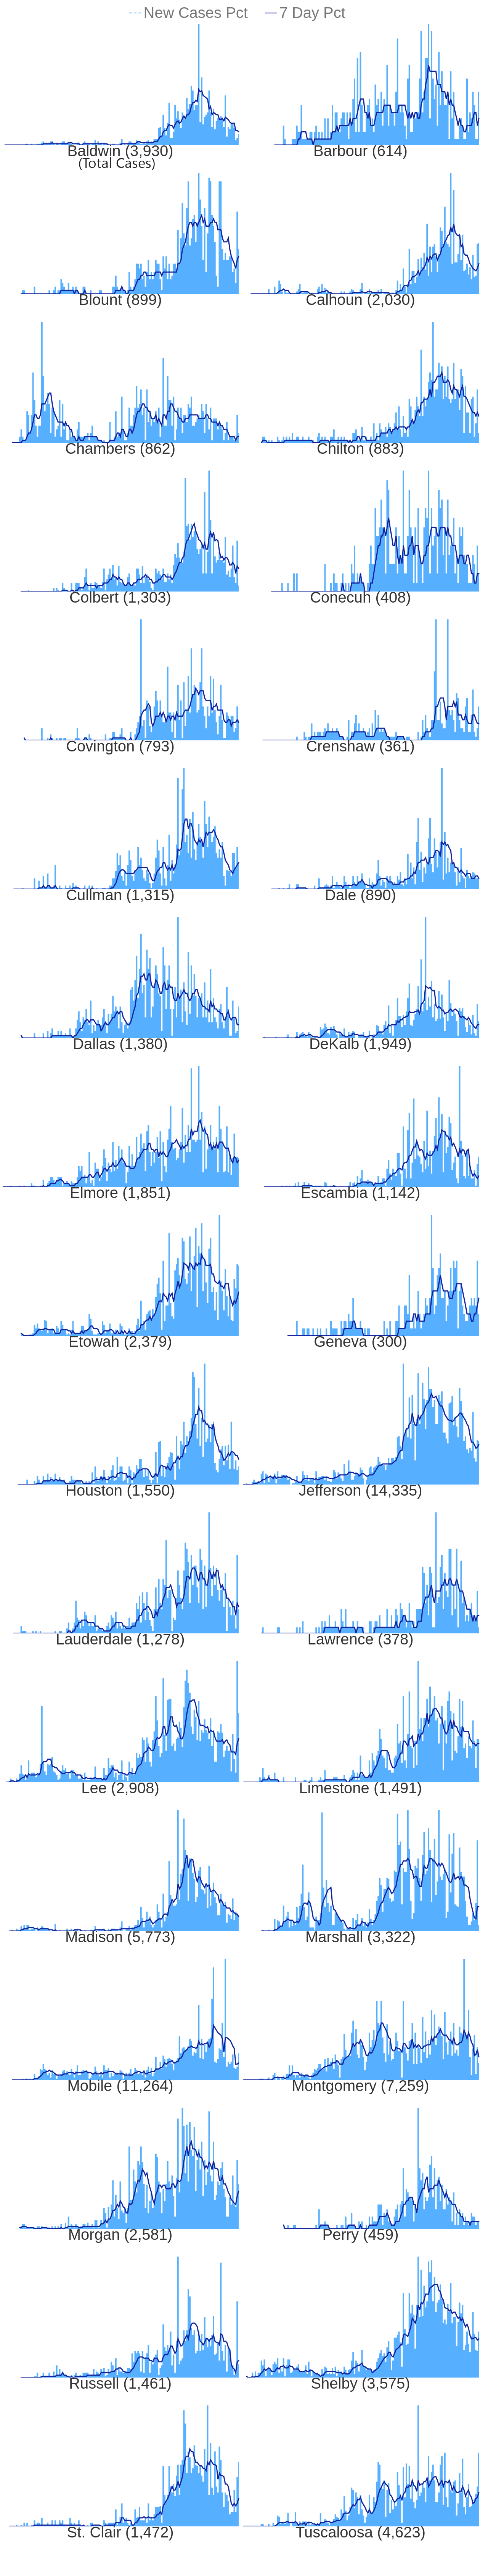 New Cases Pct 7 Day Pct
Baldwin (3,930) Barbour (614)
(Total Cases)
Blount (899) Calhoun (2,030)
Chambers (862) Chilton (883)
Colbert (1,303) Conecuh (408)
Covington (793) Crenshaw (361)
Cullman (1,315) Dale (890)
Dallas (1,380) DeKalb (1,949)
Elmore (1,851) Escambia (1,142)
Etowah (2,379) Geneva (300)
Houston (1,550) Jefferson (14,335)
Lauderdale (1,278) Lawrence (378)
Lee (2,908) Limestone (1,491)
Madison (5,773) Marshall (3,322)
Mobile (11,264) Montgomery (7,259)
Morgan (2,581) Perry (459)
Russell (1,461) Shelby (3,575)
St. Clair (1,472) Tuscaloosa (4,623)